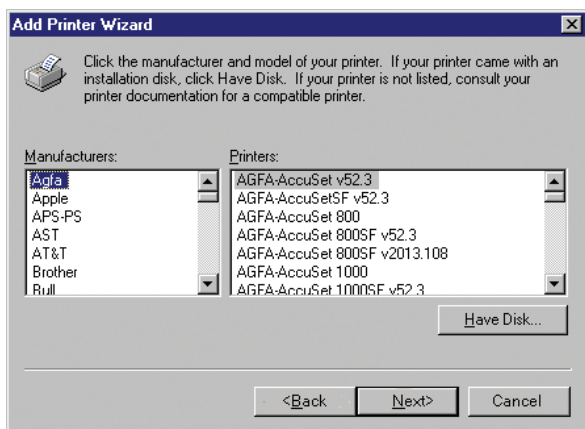 Add Printer Wizard
Click the manufacturer and model of your printer. If your printer came with an
installation disk, click Have Disk. If your printer is not listed, consult your
printer documentation for a compatible printer.
Manufacturers:
Printers:
Agfa
Apple
APS-PS
AST
AT&T
Brother
Bull
AGFA-AccuSet v52.3
AGFA-AccuSetSF v52.3
AGFA-AccuSet 800
AGFA-AccuSet 800SF v52.3
AGFA-AccuSet 800SF v2013.108
AGFA-AccuSet 1000
AGFA-AccuSet 1000SF v52.3
Have Disk...
<Back
Next>
Cancel